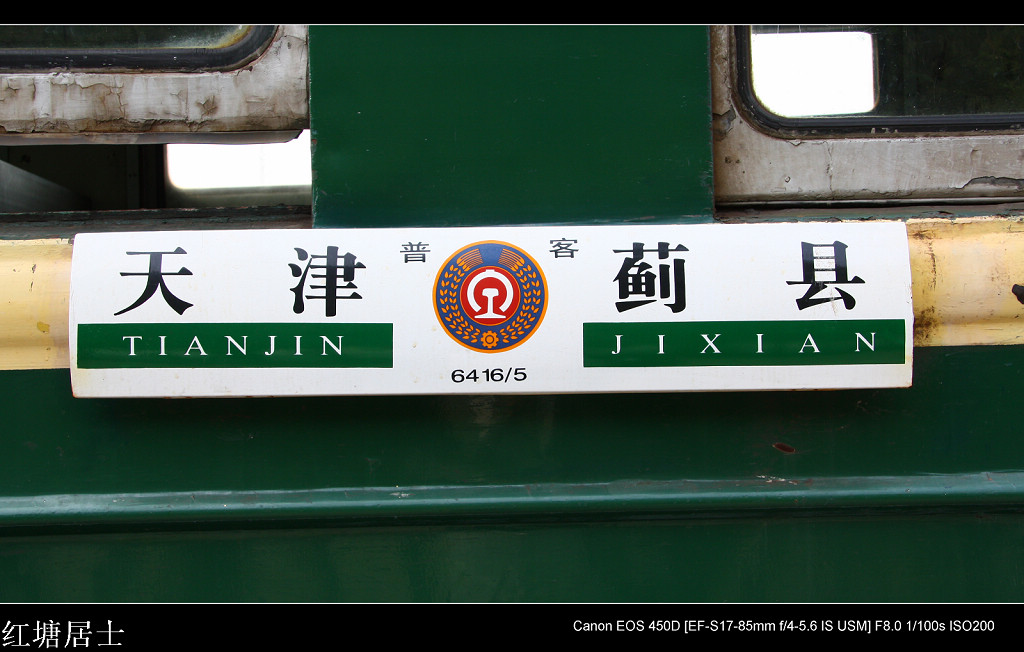 天津 普客 蓟县
TIANJIN JIXIAN
6416/5
红塘居士
Canon EOS 450D [EF-S17-85mm f/4-5.6 IS USM] F8.0 1/100s ISO200